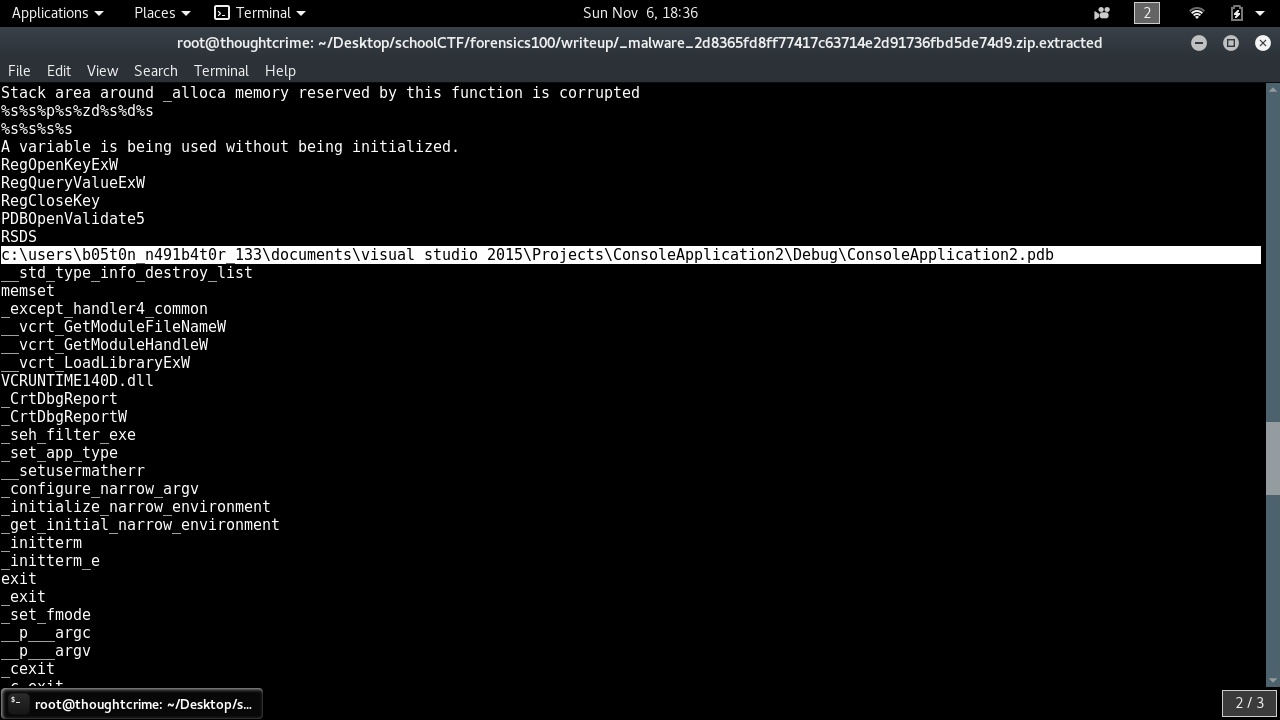 Applications Places Terminal Sun Nov 6, 18:36 2
root@thoughtcrime: ~/Desktop/schoolCTF/forensics100/writeup/_malware_2d8365fd8ff77417c63714e2d91736fbd5de74d9.zip.extracted
File Edit View Search Terminal Help
Stack area around _alloca memory reserved by this function is corrupted
%s%s%p%s%zd%s%d%s
%s%s%s%s
A variable is being used without being initialized.
RegOpenKeyExW
RegQueryValueExW
RegCloseKey
PDBOpenValidate5
RSDS
c:\users\b05t0n_n491b4t0r_133\documents\visual studio 2015\Projects\ConsoleApplication2\Debug\ConsoleApplication2.pdb
__std_type_info_destroy_list
memset
_except_handler4_common
__vcrt_GetModuleFileNameW
__vcrt_GetModuleHandleW
__vcrt_LoadLibraryExW
VCRUNTIME140D.dll
_CrtDbgReport
_CrtDbgReportW
_seh_filter_exe
_set_app_type
__setusermatherr
_configure_narrow_argv
_initialize_narrow_environment
_get_initial_narrow_environment
_initterm
_initterm_e
exit
_exit
_set_fmode
__p___argc
__p___argv
_cexit
_c_exit
root@thoughtcrime: ~/Desktop/s... 2 / 3